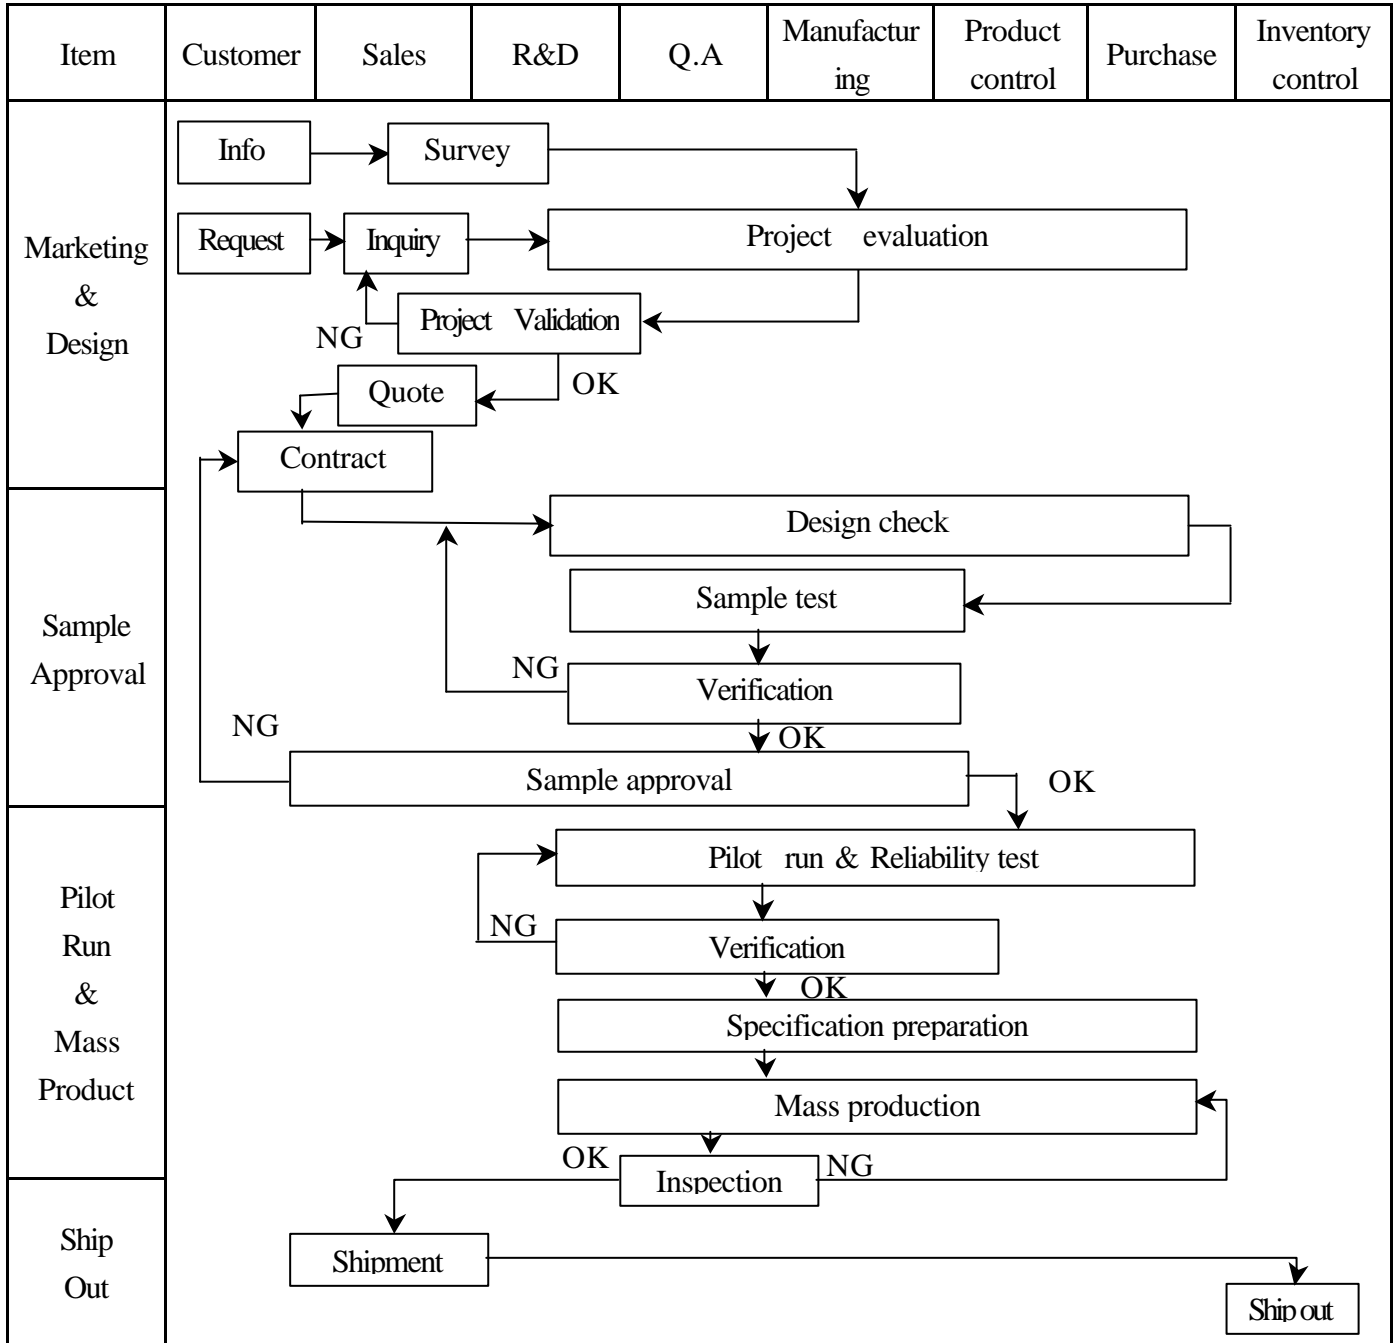 Item
Customer
Sales
R&D
Q.A
Manufactur
ing
Product
control
Purchase
Inventory
control
Marketing
&
Design
Info
Survey
Request
Inquiry
Project evaluation
NG
Project Validation
Quote
OK
Contract
Sample
Approval
Design check
Sample test
NG
Verification
NG
OK
Sample approval
OK
Pilot
Run
&
Mass
Product
Pilot run & Reliability test
NG
Verification
OK
Specification preparation
Mass production
OK
Inspection
NG
Ship
Out
Shipment
Ship out